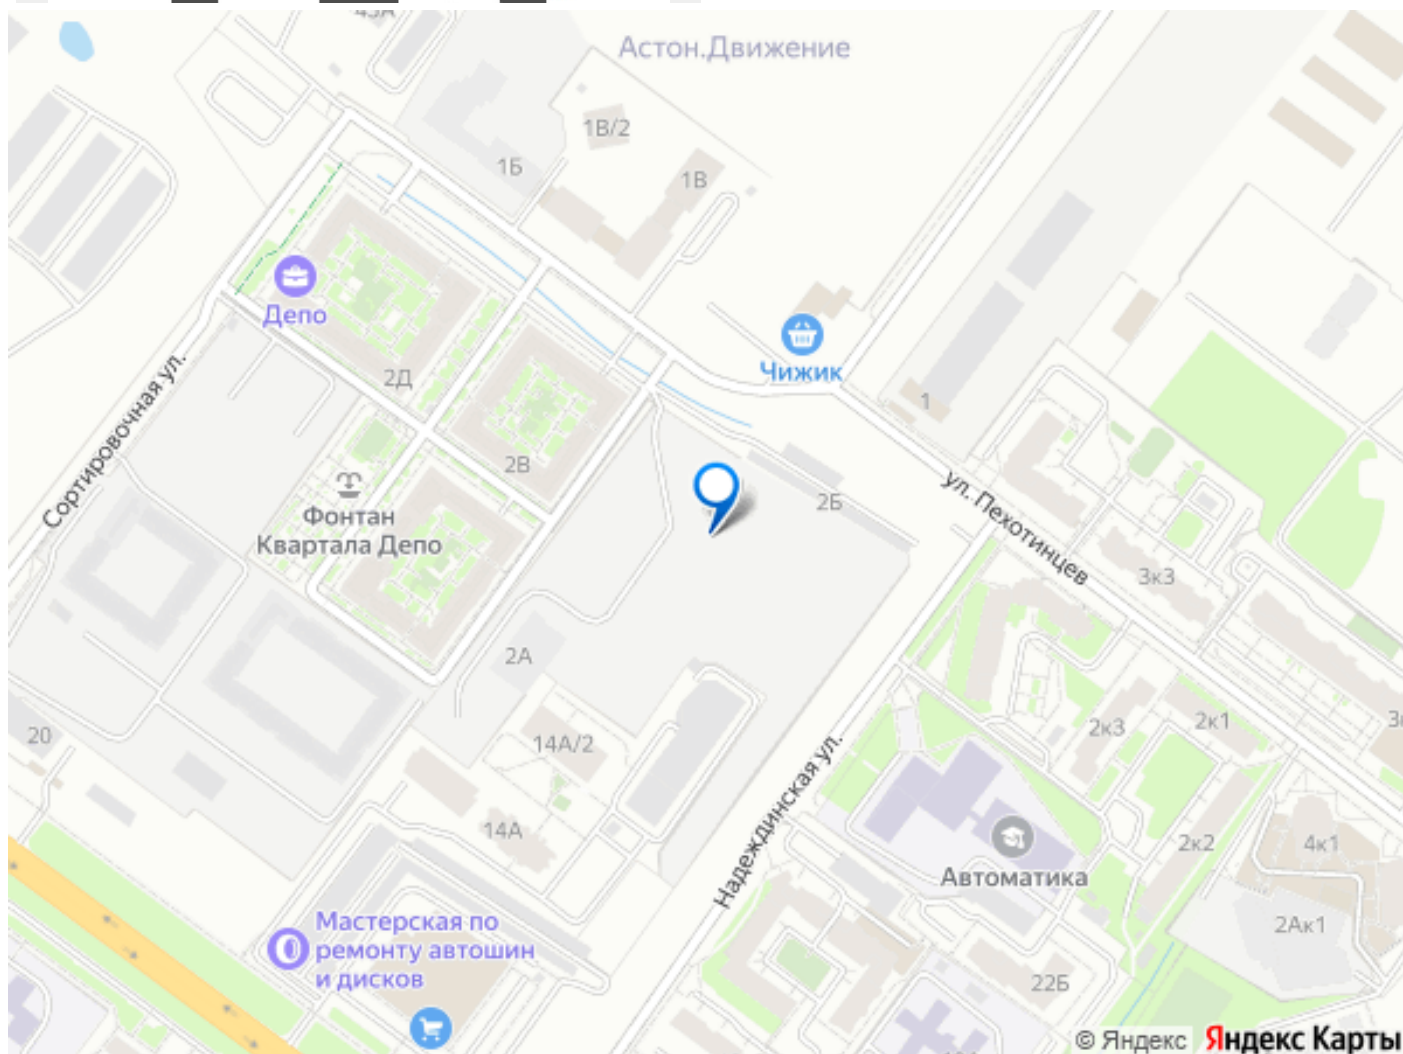 43А
Астон.Движение
1В/2
1Б
1В
Депо
Чижик
2Д
1
Сортировочная ул.
2В
ул. Пехотинцев
2Б
Фонтан
Квартала Депо
3к3
2А
20
14А/2
2к3
2к1
14А
Надеждинская ул.
2к2
4к1
Автоматика
Мастерская по
ремонту автошин
и дисков
2Ак1
22Б
© Яндекс Яндекс Карты